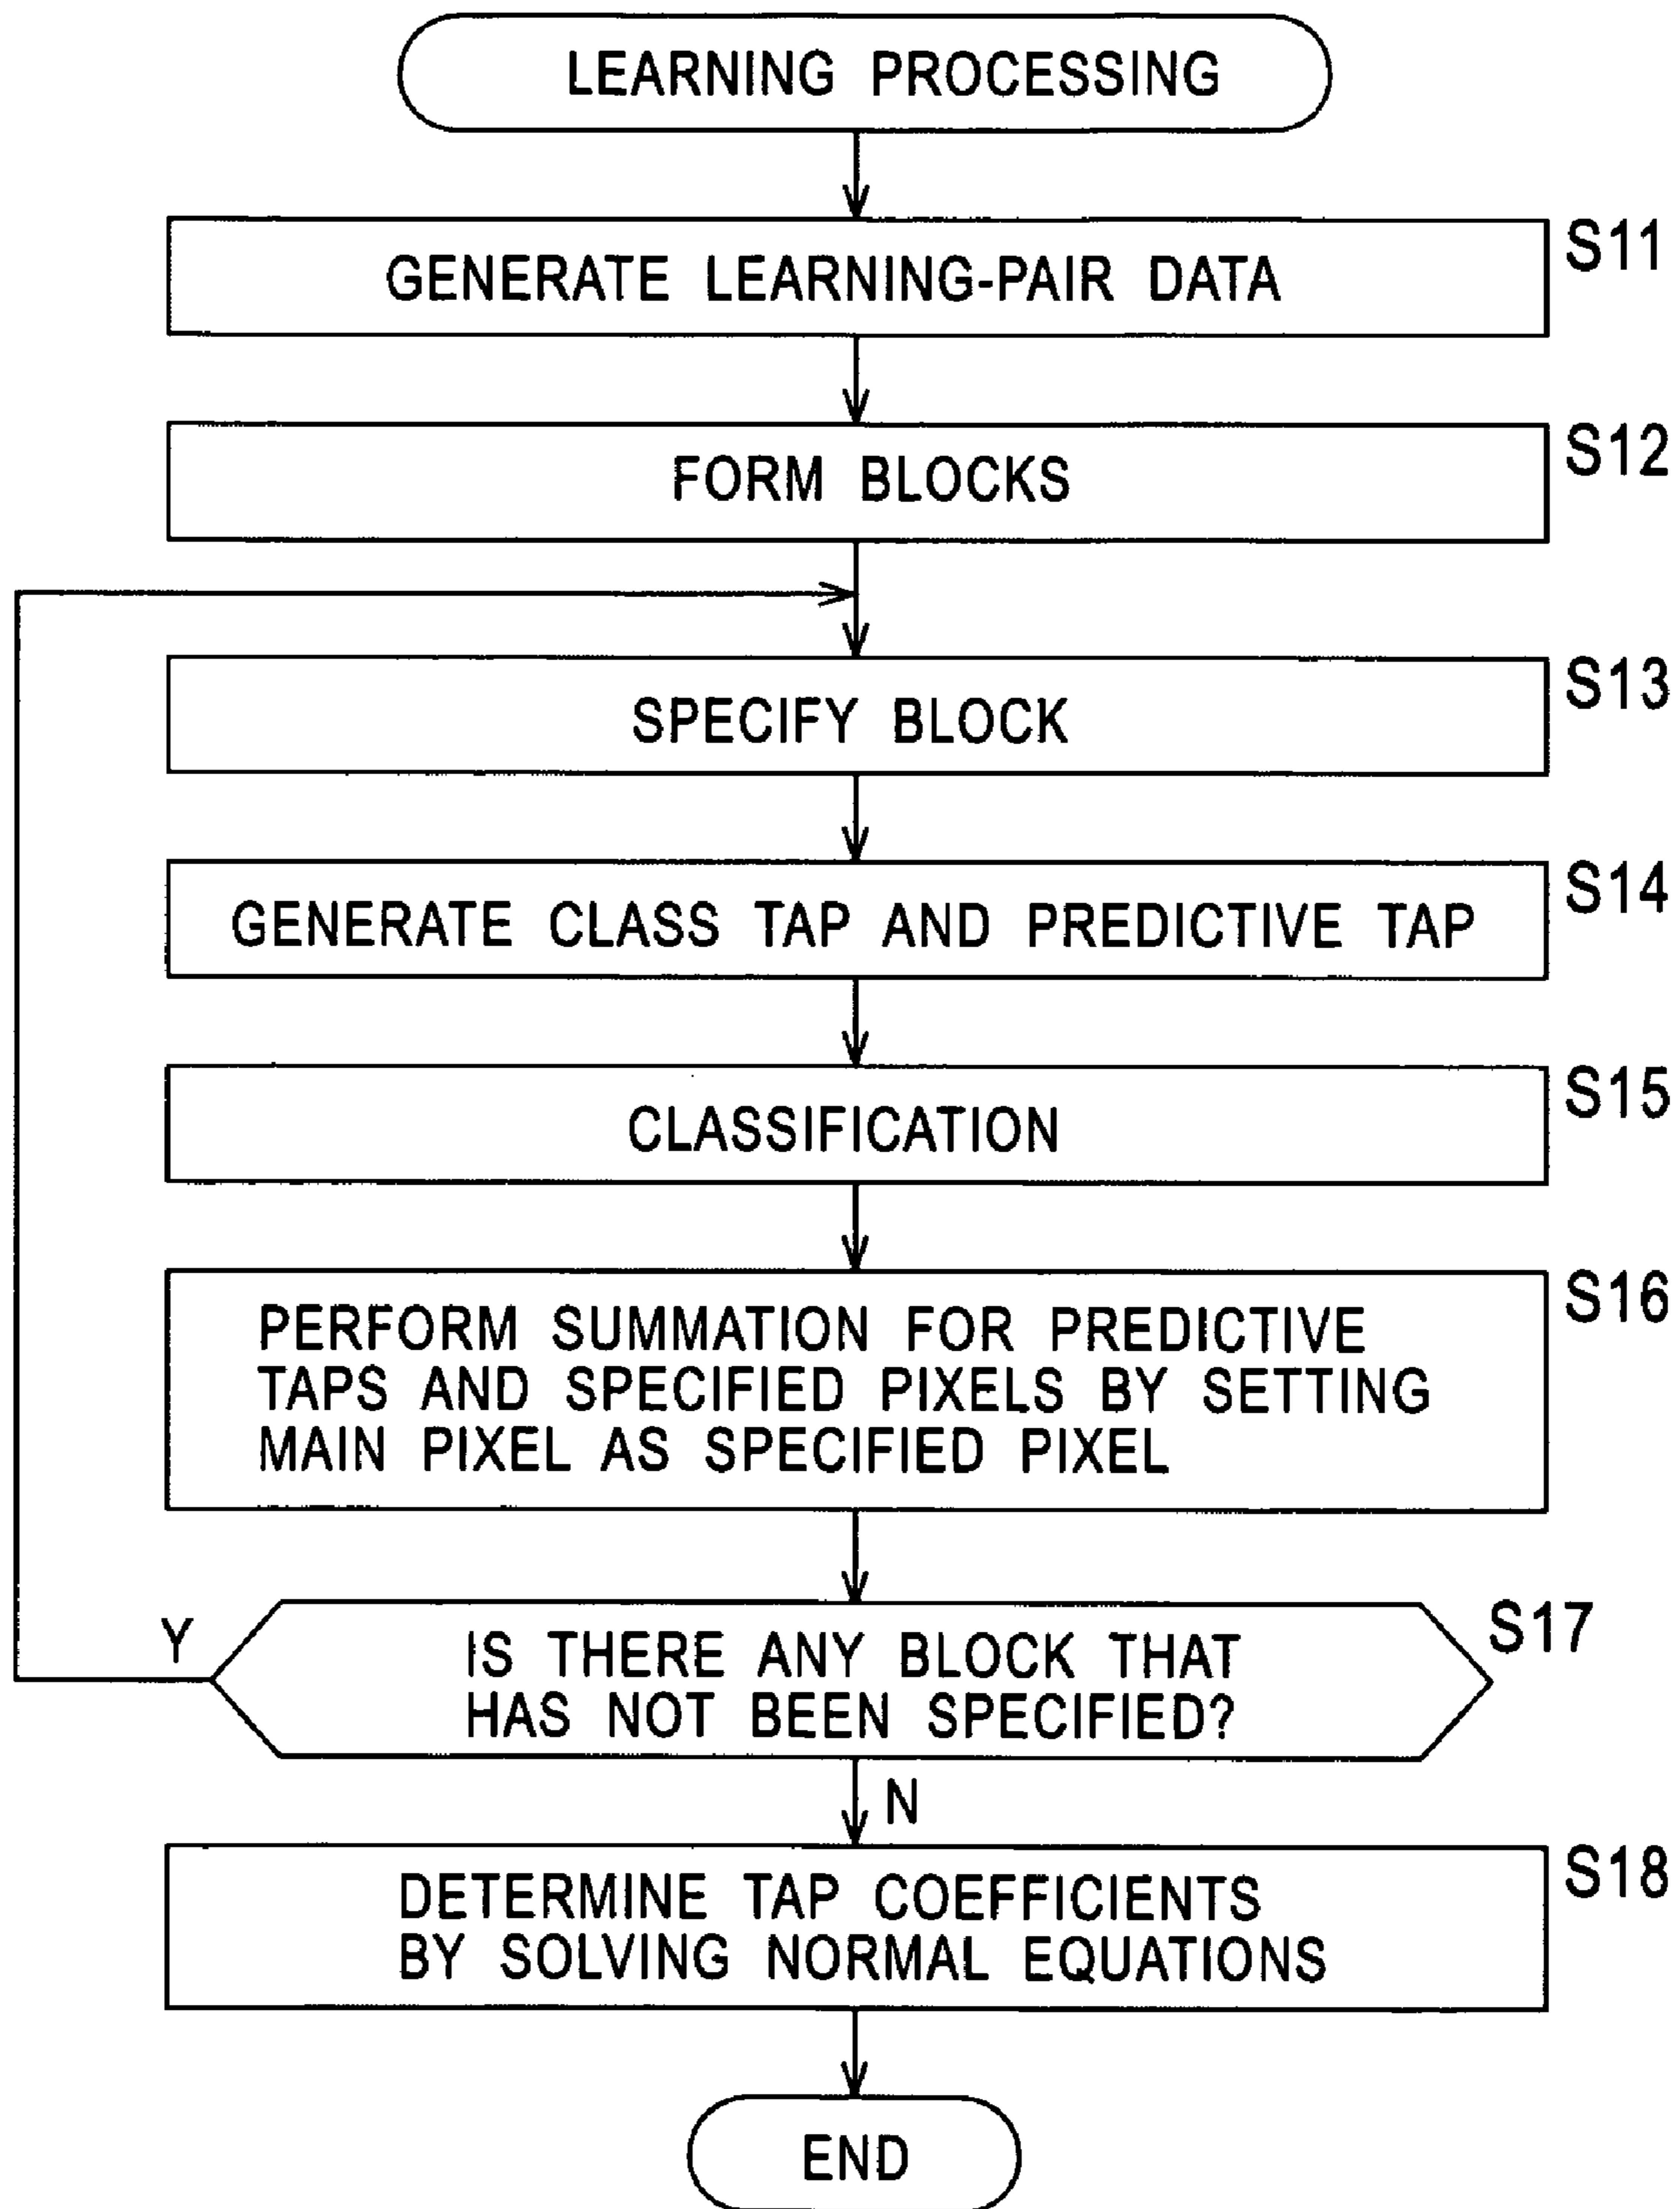 LEARNING PROCESSING
S11
GENERATE LEARNING-PAIR DATA
S12
FORM BLOCKS
S13
SPECIFY BLOCK
S14
GENERATE CLASS TAP AND PREDICTIVE TAP
S15
CLASSIFICATION
S16
PERFORM SUMMATION FOR PREDICTIVE
TAPS AND SPECIFIED PIXELS BY SETTING
MAIN PIXEL AS SPECIFIED PIXEL
S17
Y
IS THERE ANY BLOCK THAT
HAS NOT BEEN SPECIFIED?
N
S18
DETERMINE TAP COEFFICIENTS
BY SOLVING NORMAL EQUATIONS
END